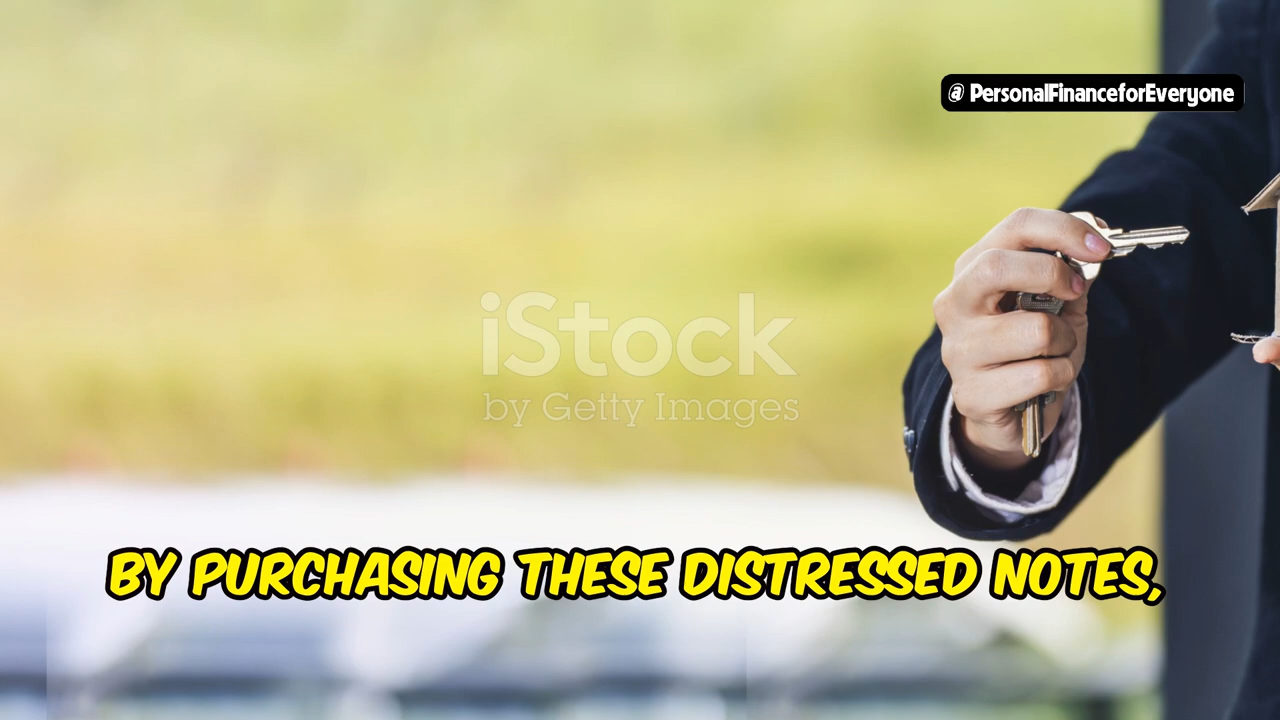 @ PersonalFinanceforEveryone
iStock
by Getty Images
BY PURCHASING THESE DISTRESSED NOTES,